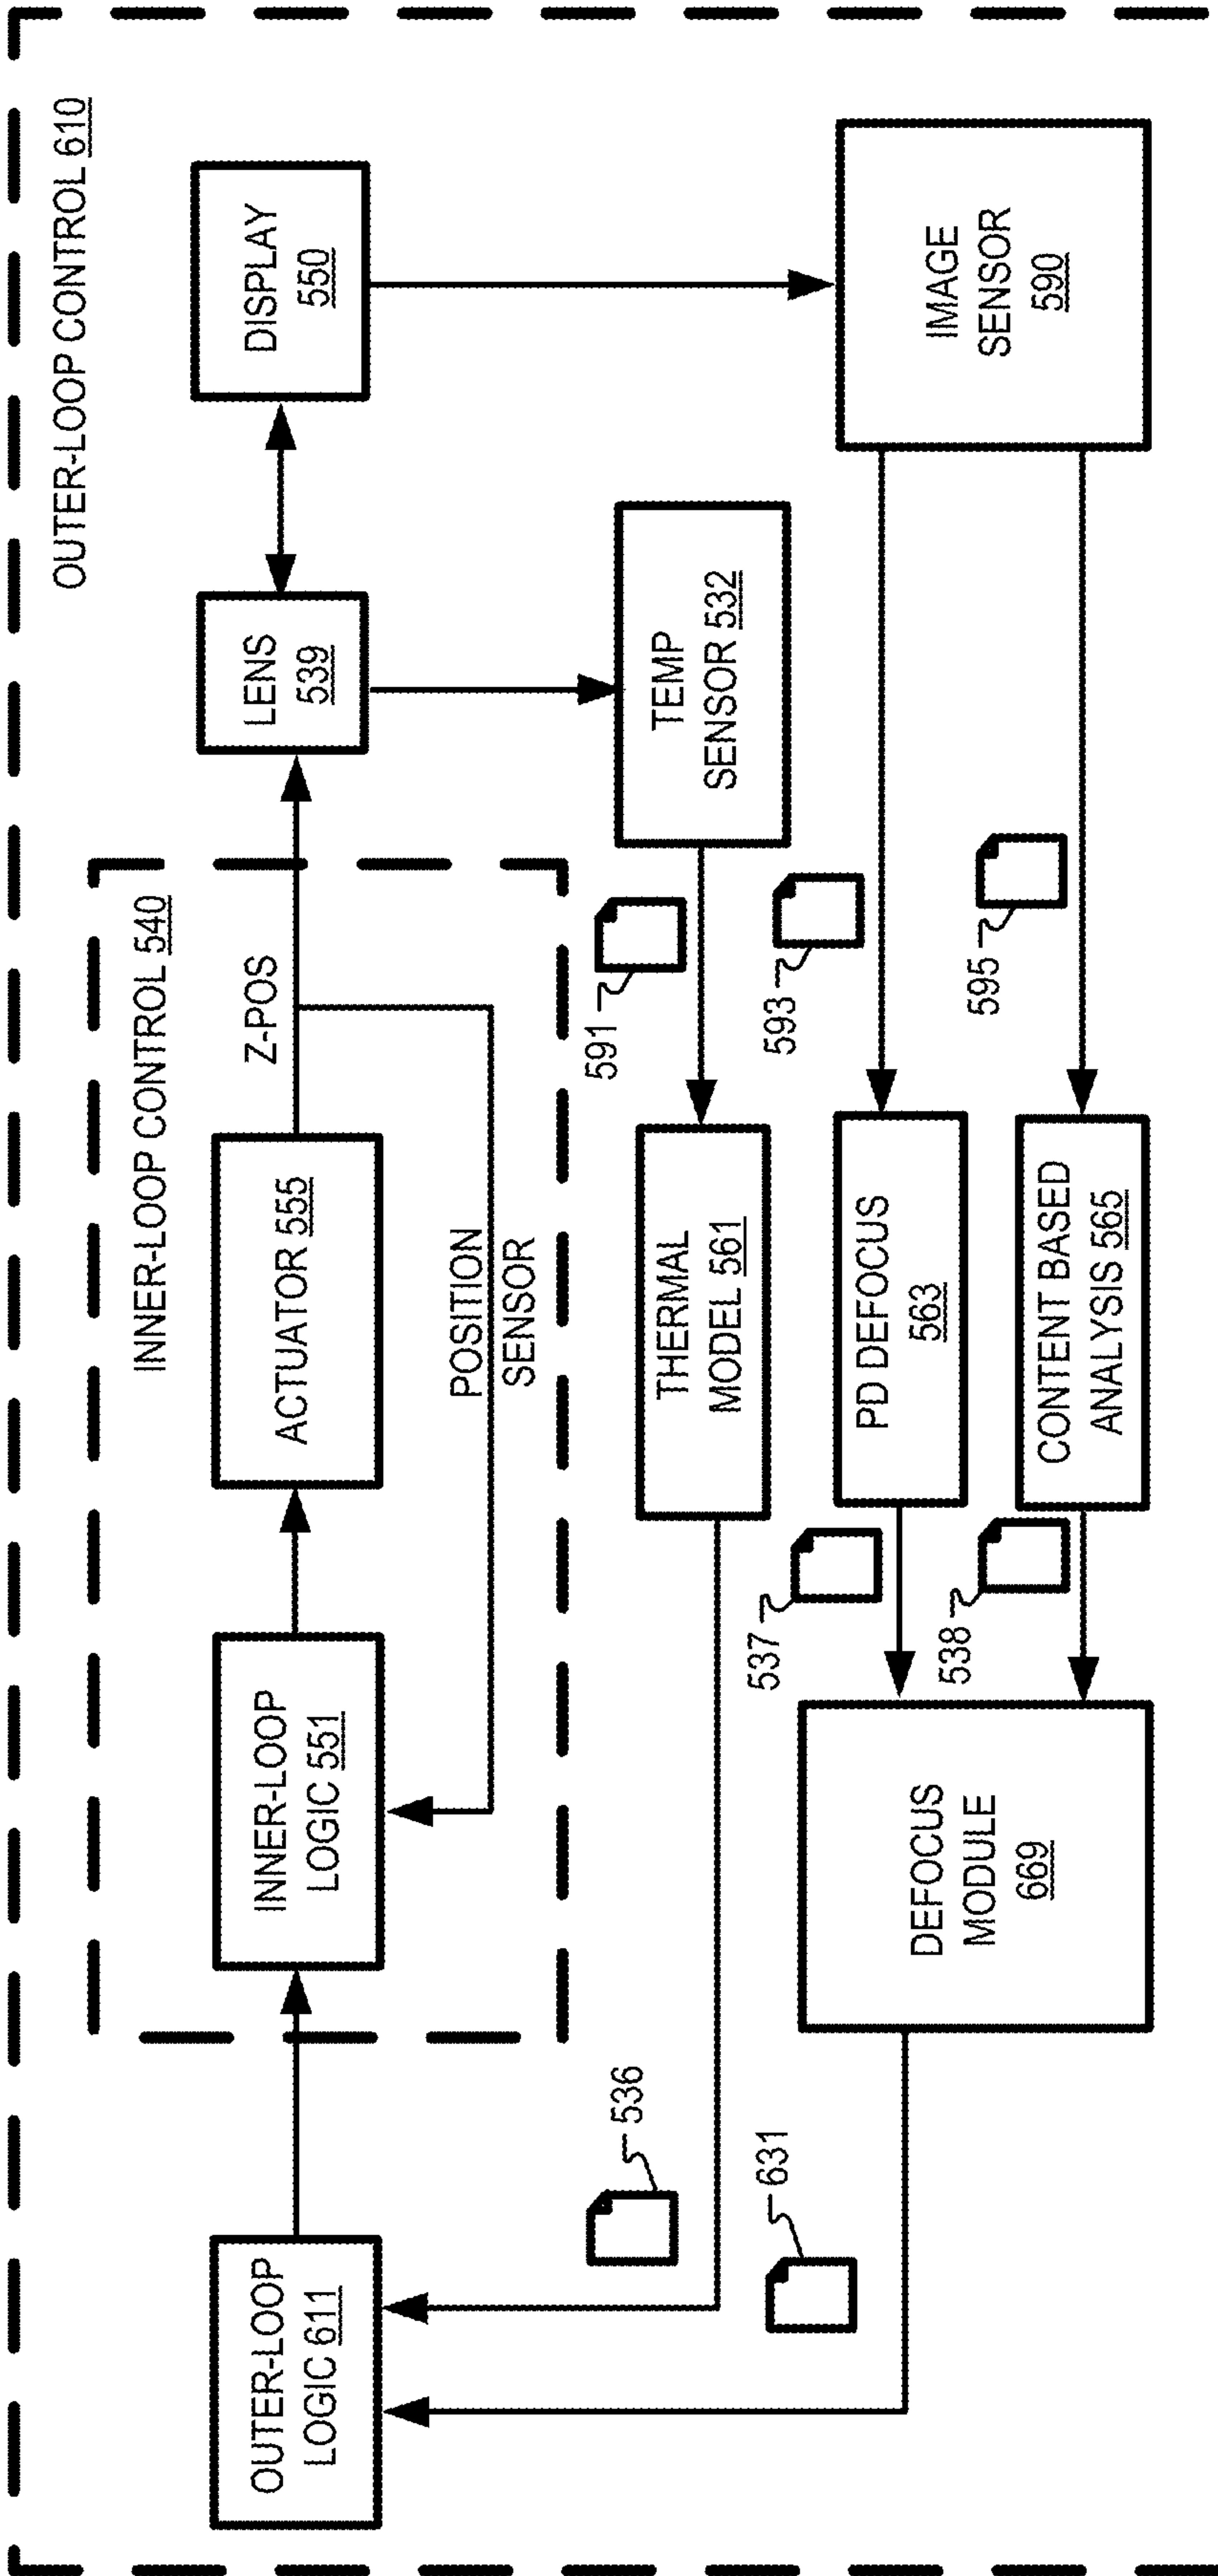 OUTER-LOOP CONTROL 610
INNER-LOOP CONTROL 540
OUTER-LOOP
LOGIC 611
INNER-LOOP
LOGIC 551
ACTUATOR 555
Z-POS
LENS
539
DISPLAY
550
POSITION
SENSOR
536
THERMAL
MODEL 561
591
TEMP
SENSOR 532
631
537
PD DEFOCUS
563
593
DEFOCUS
MODULE
669
538
CONTENT BASED
ANALYSIS 565
595
IMAGE
SENSOR
590